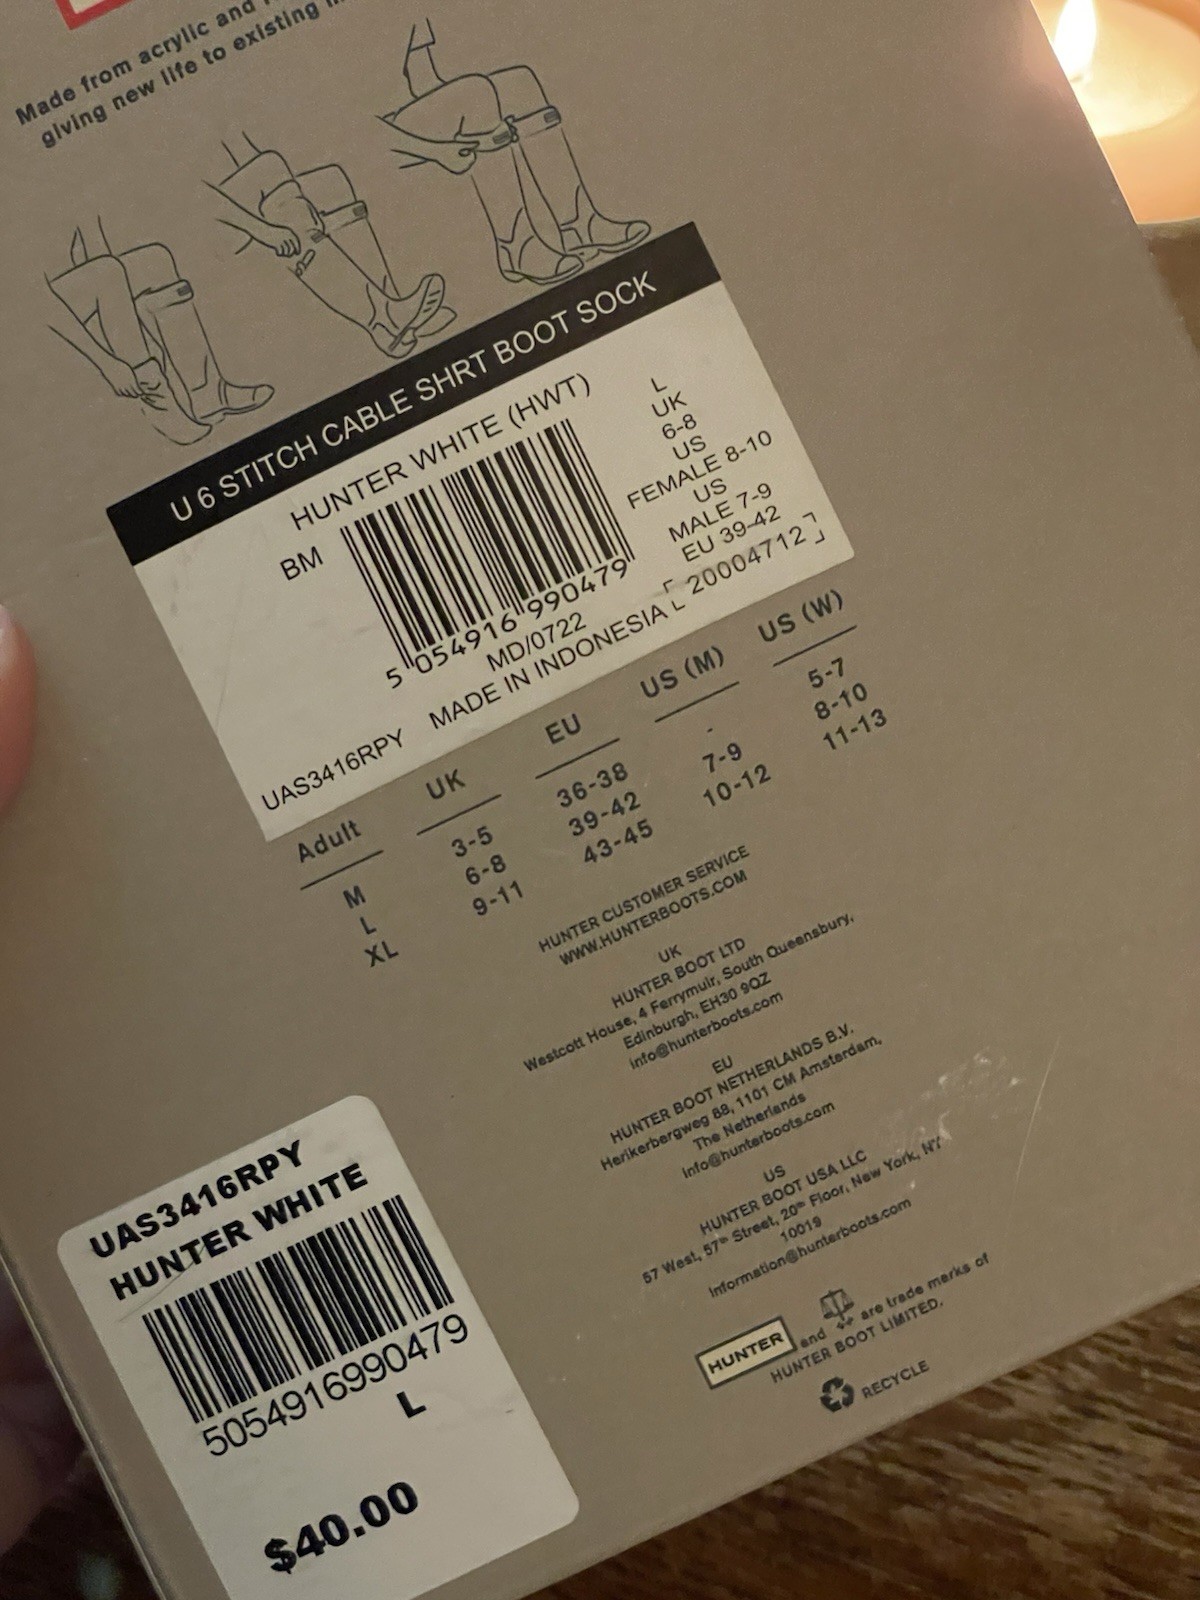 Made from acrylic and
giving new life to existing
U 6 STITCH CABLE SHRT BOOT SOCK
HUNTER WHITE (HWT)
BM
5 054916 990479
MD/0722
MADE IN INDONESIA
UAS3416RPY
L
UK
6-8
US
FEMALE 8-10
US
MALE 7-9
EU 39-42
20004712
Adult UK EU US (M) US (W)
M 3-5 36-38 - 5-7
L 6-8 39-42 7-9 8-10
XL 9-11 43-45 10-12 11-13
HUNTER CUSTOMER SERVICE
WWW.HUNTERBOOTS.COM
UK
HUNTER BOOT LTD
Westcott House, 4 Ferrymuir, South Queensbury,
Edinburgh, EH30 9QZ
info@hunterboots.com
EU
HUNTER BOOT NETHERLANDS B.V.
Herikerbergweg 88, 1101 CM Amsterdam,
The Netherlands
info@hunterboots.com
US
HUNTER BOOT USA LLC
57 West, 57th Street, 20th Floor, New York, NY
10019
information@hunterboots.com
HUNTER and are trade marks of
HUNTER BOOT LIMITED.
RECYCLE
UAS3416RPY
HUNTER WHITE
5054916990479
L
$40.00